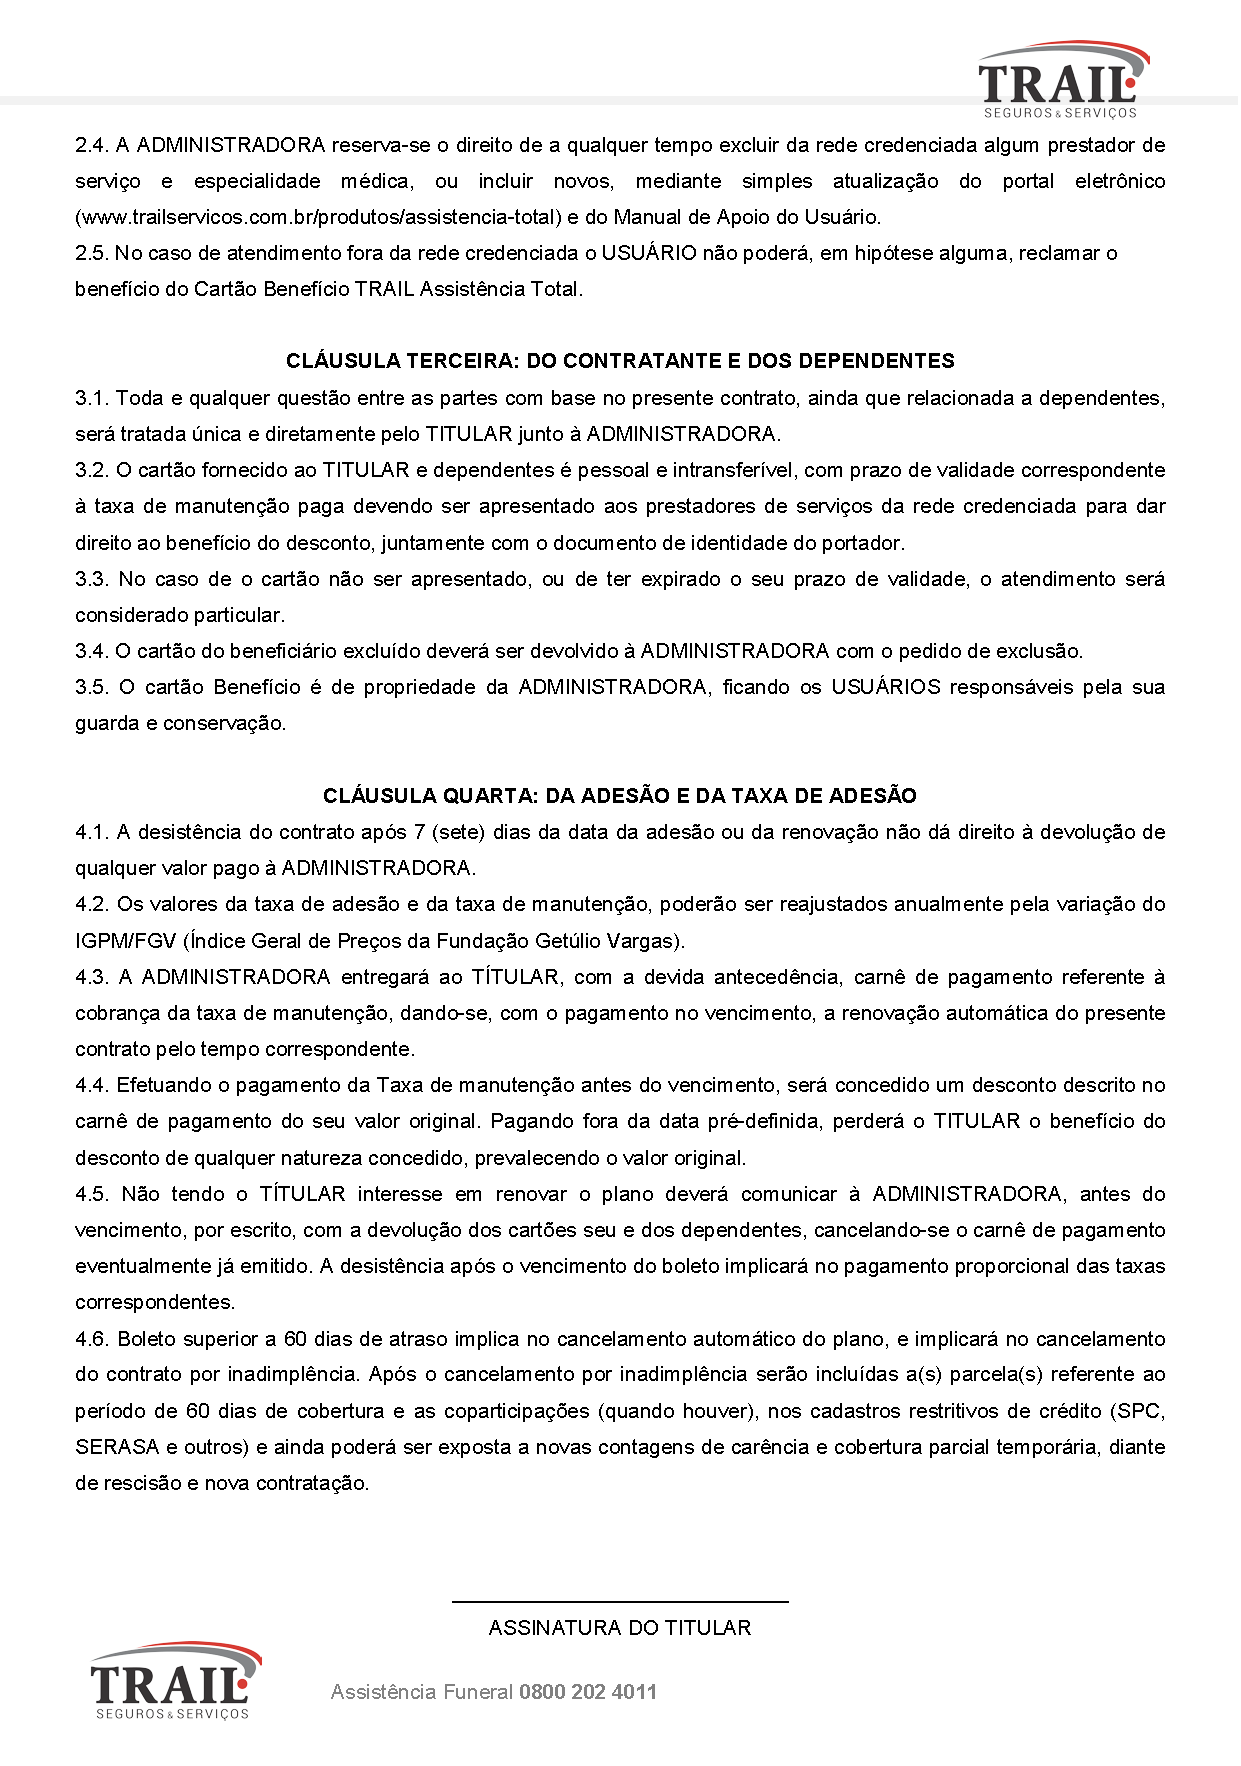 TRAIL
SEGUROS & SERVIÇOS
2.4. A ADMINISTRADORA reserva-se o direito de a qualquer tempo excluir da rede credenciada algum prestador de
serviço e especialidade médica, ou incluir novos, mediante simples atualização do portal eletrônico
(www.trailservicos.com.br/produtos/assistencia-total) e do Manual de Apoio do Usuário.
2.5. No caso de atendimento fora da rede credenciada o USUÁRIO não poderá, em hipótese alguma, reclamar o
benefício do Cartão Benefício TRAIL Assistência Total.
CLÁUSULA TERCEIRA: DO CONTRATANTE E DOS DEPENDENTES
3.1. Toda e qualquer questão entre as partes com base no presente contrato, ainda que relacionada a dependentes,
será tratada única e diretamente pelo TITULAR junto à ADMINISTRADORA.
3.2. O cartão fornecido ao TITULAR e dependentes é pessoal e intransferível, com prazo de validade correspondente
à taxa de manutenção paga devendo ser apresentado aos prestadores de serviços da rede credenciada para dar
direito ao benefício do desconto, juntamente com o documento de identidade do portador.
3.3. No caso de o cartão não ser apresentado, ou de ter expirado o seu prazo de validade, o atendimento será
considerado particular.
3.4. O cartão do beneficiário excluído deverá ser devolvido à ADMINISTRADORA com o pedido de exclusão.
3.5. O cartão Benefício é de propriedade da ADMINISTRADORA, ficando os USUÁRIOS responsáveis pela sua
guarda e conservação.
CLÁUSULA QUARTA: DA ADESÃO E DA TAXA DE ADESÃO
4.1. A desistência do contrato após 7 (sete) dias da data da adesão ou da renovação não dá direito à devolução de
qualquer valor pago à ADMINISTRADORA.
4.2. Os valores da taxa de adesão e da taxa de manutenção, poderão ser reajustados anualmente pela variação do
IGPM/FGV (Índice Geral de Preços da Fundação Getúlio Vargas).
4.3. A ADMINISTRADORA entregará ao TÍTULAR, com a devida antecedência, carnê de pagamento referente à
cobrança da taxa de manutenção, dando-se, com o pagamento no vencimento, a renovação automática do presente
contrato pelo tempo correspondente.
4.4. Efetuando o pagamento da Taxa de manutenção antes do vencimento, será concedido um desconto descrito no
carnê de pagamento do seu valor original. Pagando fora da data pré-definida, perderá o TITULAR o benefício do
desconto de qualquer natureza concedido, prevalecendo o valor original.
4.5. Não tendo o TÍTULAR interesse em renovar o plano deverá comunicar à ADMINISTRADORA, antes do
vencimento, por escrito, com a devolução dos cartões seu e dos dependentes, cancelando-se o carnê de pagamento
eventualmente já emitido. A desistência após o vencimento do boleto implicará no pagamento proporcional das taxas
correspondentes.
4.6. Boleto superior a 60 dias de atraso implica no cancelamento automático do plano, e implicará no cancelamento
do contrato por inadimplência. Após o cancelamento por inadimplência serão incluídas a(s) parcela(s) referente ao
período de 60 dias de cobertura e as coparticipações (quando houver), nos cadastros restritivos de crédito (SPC,
SERASA e outros) e ainda poderá ser exposta a novas contagens de carência e cobertura parcial temporária, diante
de rescisão e nova contratação.
ASSINATURA DO TITULAR
TRAIL
SEGUROS & SERVIÇOS
Assistência Funeral 0800 202 4011